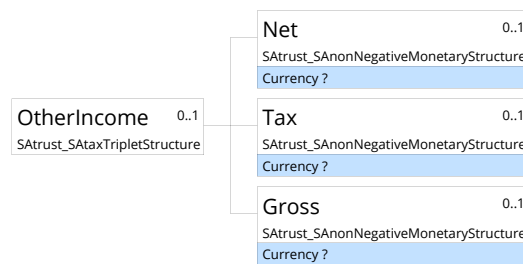 Net 0..1
SAtrust_SAnonNegativeMonetaryStructure
Currency ?
OtherIncome 0..1
SAtrust_SAtaxTripletStructure
Tax 0..1
SAtrust_SAnonNegativeMonetaryStructure
Currency ?
Gross 0..1
SAtrust_SAnonNegativeMonetaryStructure
Currency ?